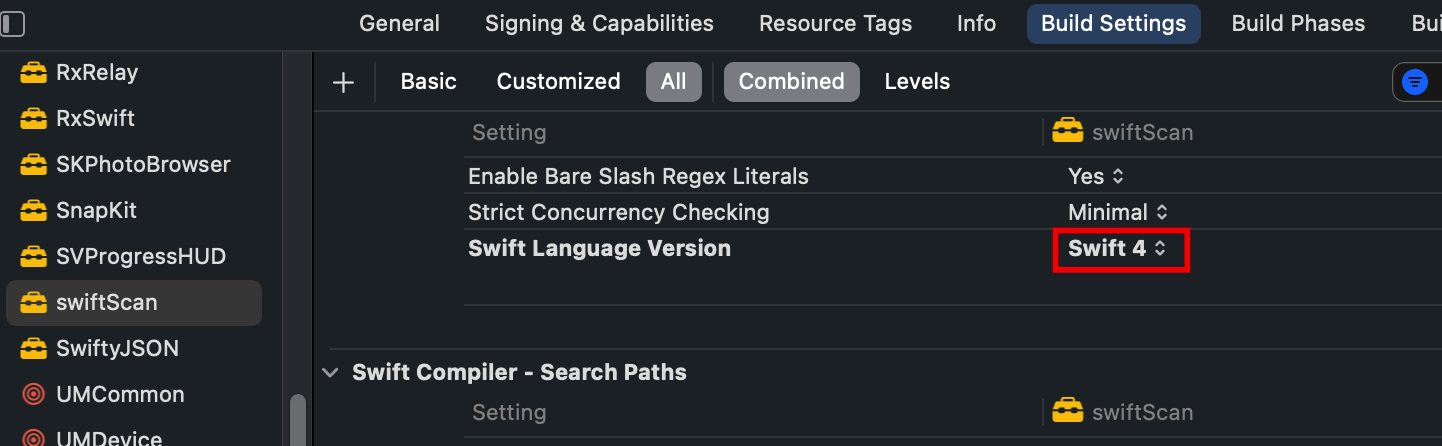 General Signing & Capabilities Resource Tags Info Build Settings Build Phases
RxRelay
RxSwift
SKPhotoBrowser
SnapKit
SVProgressHUD
swiftScan
SwiftyJSON
UMCommon
UMDevice
+ Basic Customized All Combined Levels
Setting swiftScan
Enable Bare Slash Regex Literals Yes
Strict Concurrency Checking Minimal
Swift Language Version Swift 4
Swift Compiler - Search Paths
Setting swiftScan